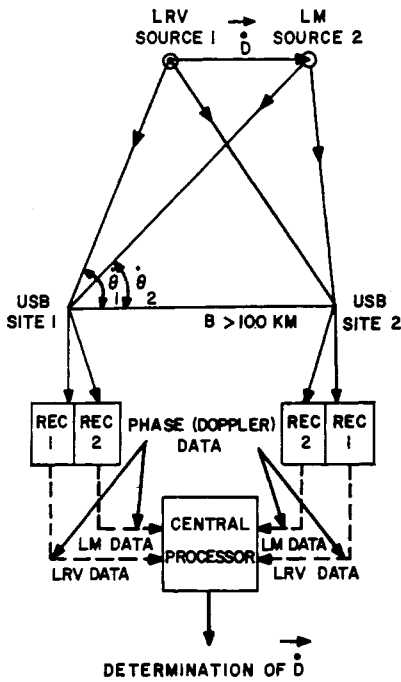 LRV
SOURCE 1
Ḋ
LM
SOURCE 2
θ̇
1
θ̇
2
USB
SITE 1
B > 100 KM
USB
SITE 2
REC
1
REC
2
PHASE (DOPPLER)
DATA
REC
2
REC
1
CENTRAL
PROCESSOR
LM DATA
LRV DATA
LM DATA
LRV DATA
DETERMINATION OF Ḋ